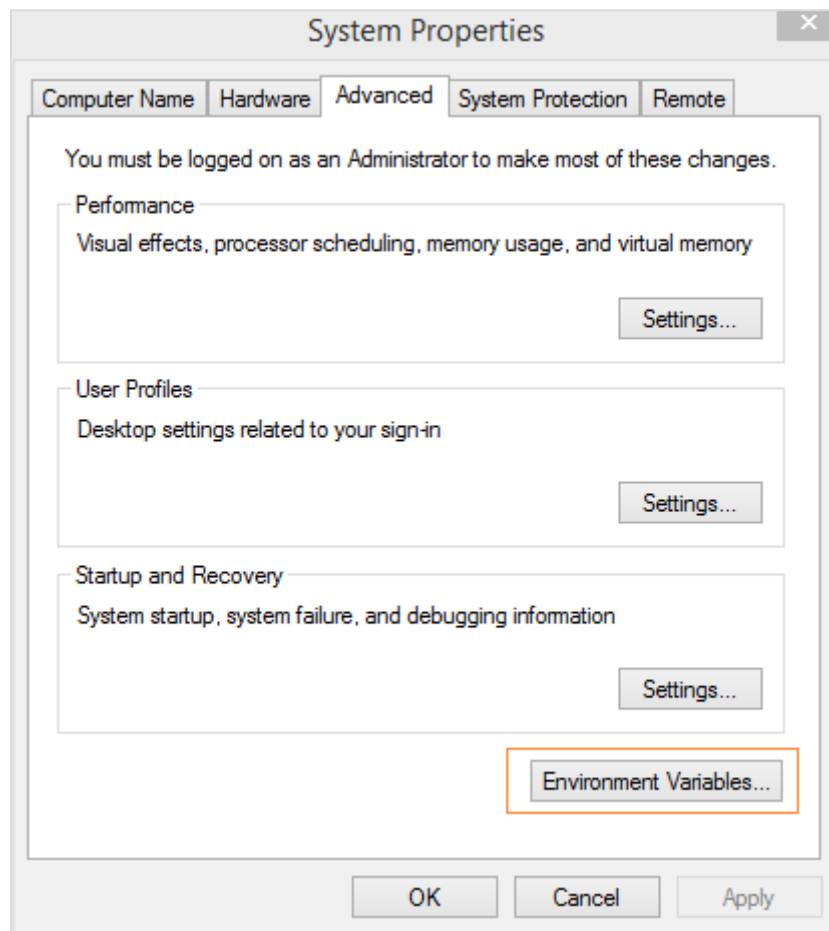 System Properties
Computer Name Hardware Advanced System Protection Remote
You must be logged on as an Administrator to make most of these changes.
Performance
Visual effects, processor scheduling, memory usage, and virtual memory
Settings...
User Profiles
Desktop settings related to your sign-in
Settings...
Startup and Recovery
System startup, system failure, and debugging information
Settings...
Environment Variables...
OK Cancel Apply